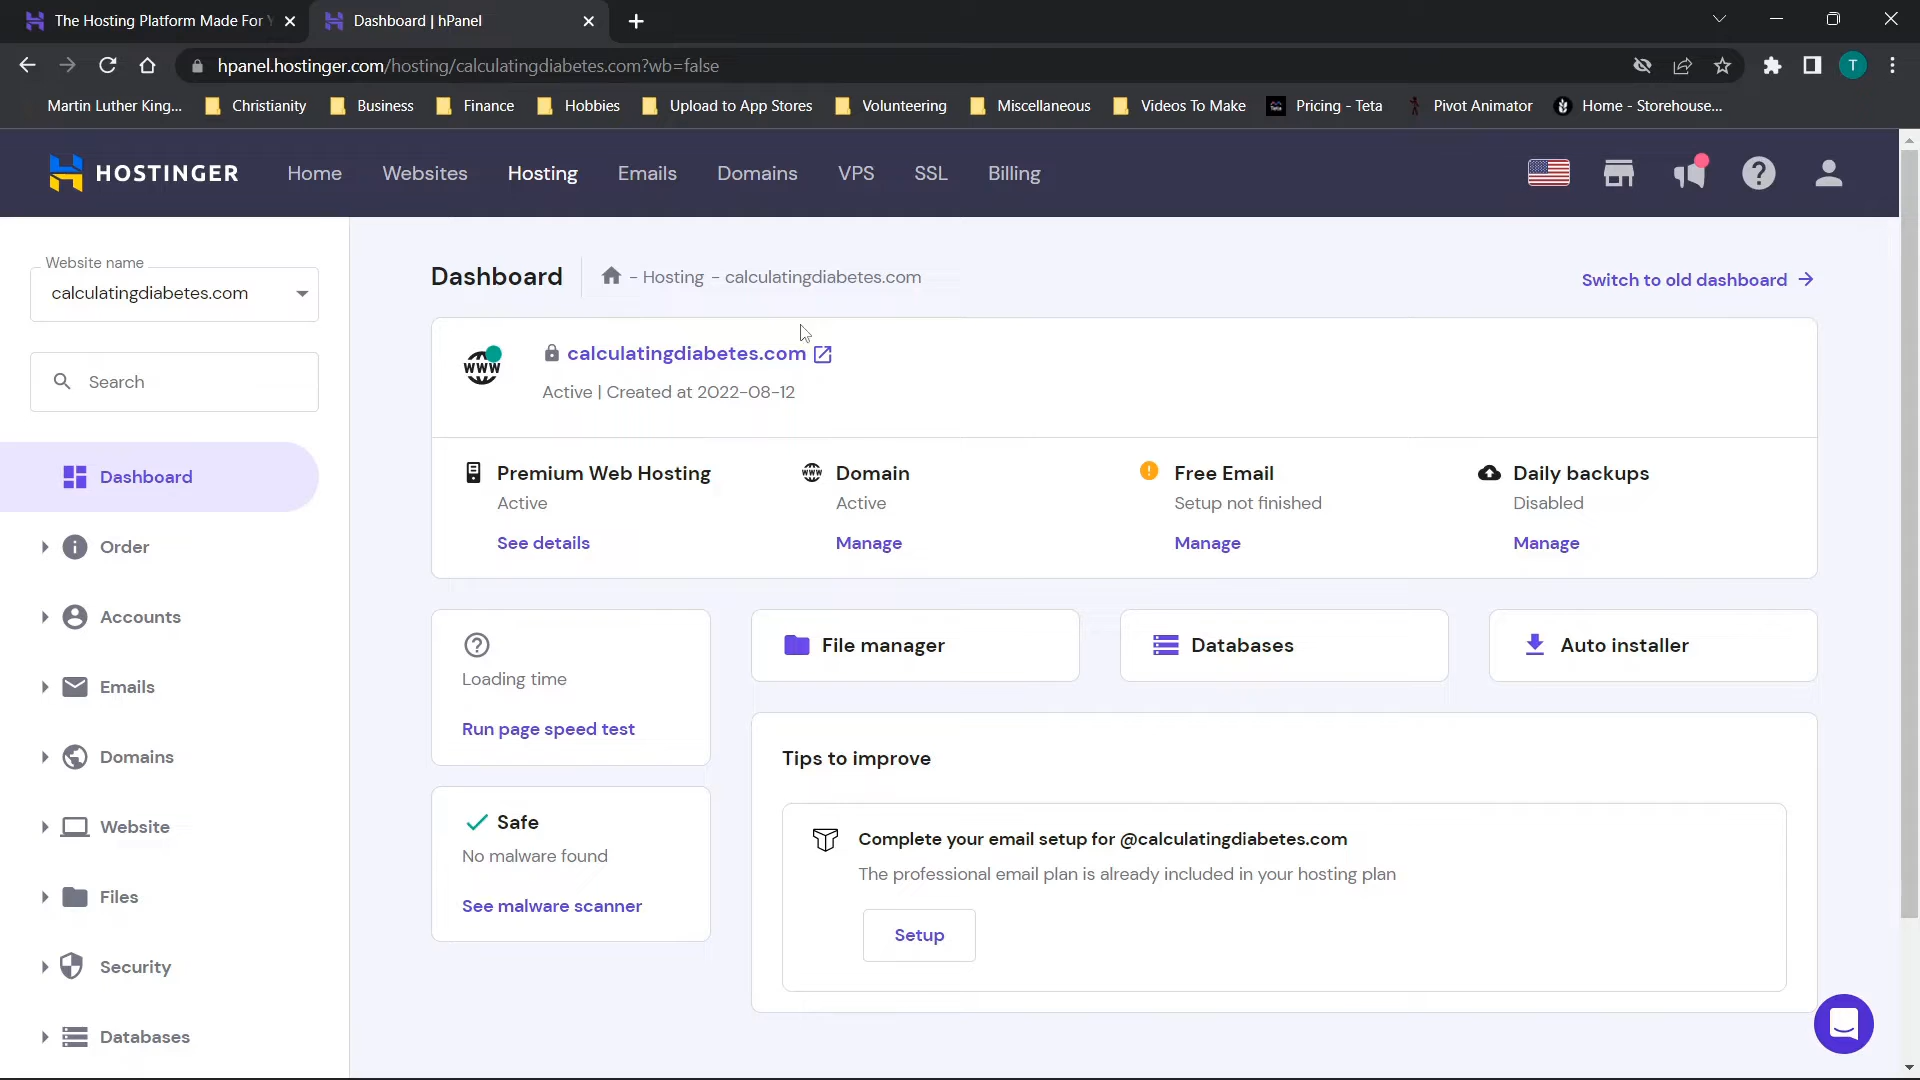 The Hosting Platform Made For Y
Dashboard | hPanel
hpanel.hostinger.com/hosting/calculatingdiabetes.com?wb=false
T
Martin Luther King...
Christianity
Business
Finance
Hobbies
Upload to App Stores
Volunteering
Miscellaneous
Videos To Make
Pricing - Teta
Pivot Animator
Home - Storehouse...
HOSTINGER
Home
Websites
Hosting
Emails
Domains
VPS
SSL
Billing
Website name
calculatingdiabetes.com
Search
Dashboard
Order
Accounts
Emails
Domains
Website
Files
Security
Databases
Dashboard
- Hosting - calculatingdiabetes.com
Switch to old dashboard
www
calculatingdiabetes.com
Active | Created at 2022-08-12
Premium Web Hosting
Active
See details
www
Domain
Active
Manage
Free Email
Setup not finished
Manage
Daily backups
Disabled
Manage
Loading time
Run page speed test
Safe
No malware found
See malware scanner
File manager
Databases
Auto installer
Tips to improve
Complete your email setup for @calculatingdiabetes.com
The professional email plan is already included in your hosting plan
Setup